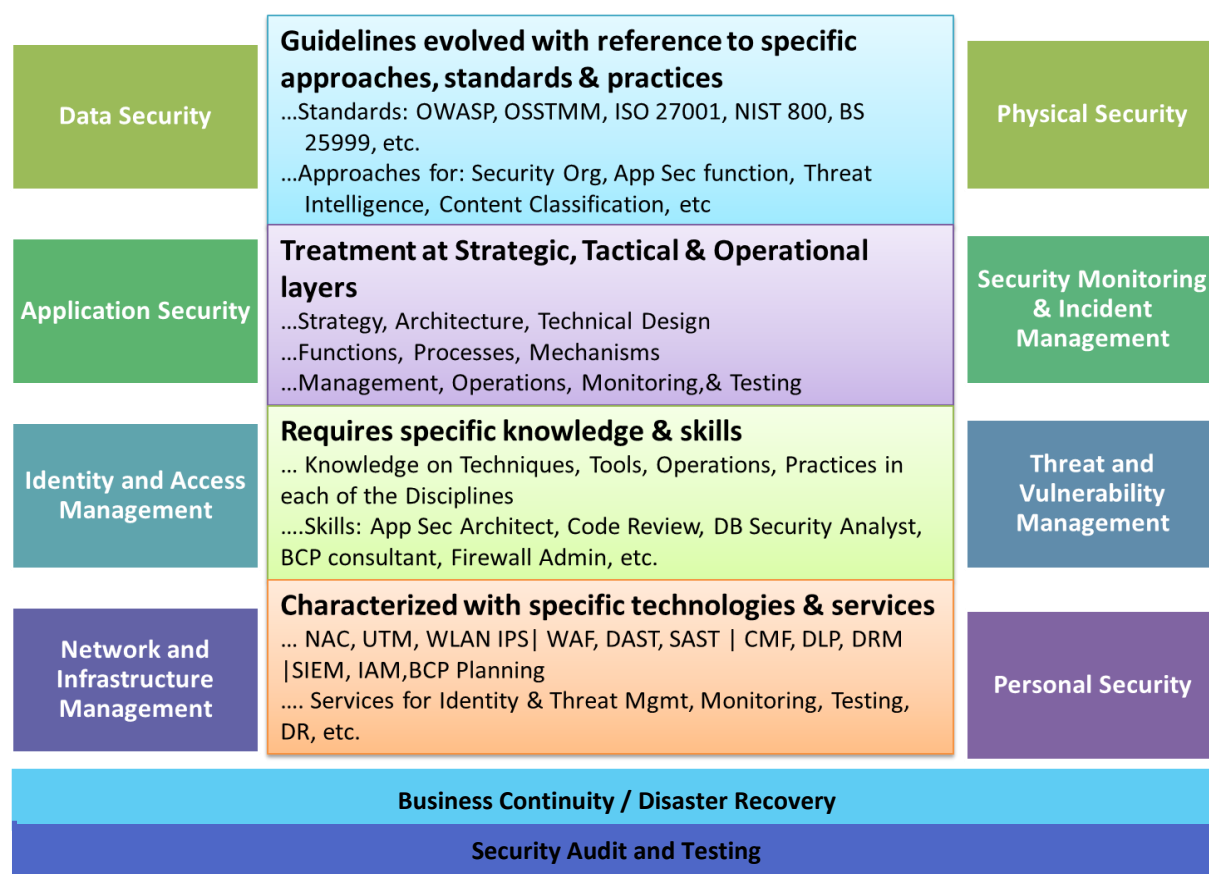 Data Security
Application Security
Identity and Access
Management
Network and
Infrastructure
Management
Guidelines evolved with reference to specific
approaches, standards & practices
...Standards: OWASP, OSSTMM, ISO 27001, NIST 800, BS
25999, etc.
...Approaches for: Security Org, App Sec function, Threat
Intelligence, Content Classification, etc
Treatment at Strategic, Tactical & Operational
layers
...Strategy, Architecture, Technical Design
...Functions, Processes, Mechanisms
...Management, Operations, Monitoring,& Testing
Requires specific knowledge & skills
... Knowledge on Techniques, Tools, Operations, Practices in
each of the Disciplines
....Skills: App Sec Architect, Code Review, DB Security Analyst,
BCP consultant, Firewall Admin, etc.
Characterized with specific technologies & services
... NAC, UTM, WLAN IPS| WAF, DAST, SAST | CMF, DLP, DRM
|SIEM, IAM,BCP Planning
.... Services for Identity & Threat Mgmt, Monitoring, Testing,
DR, etc.
Physical Security
Security Monitoring
& Incident
Management
Threat and
Vulnerability
Management
Personal Security
Business Continuity / Disaster Recovery
Security Audit and Testing